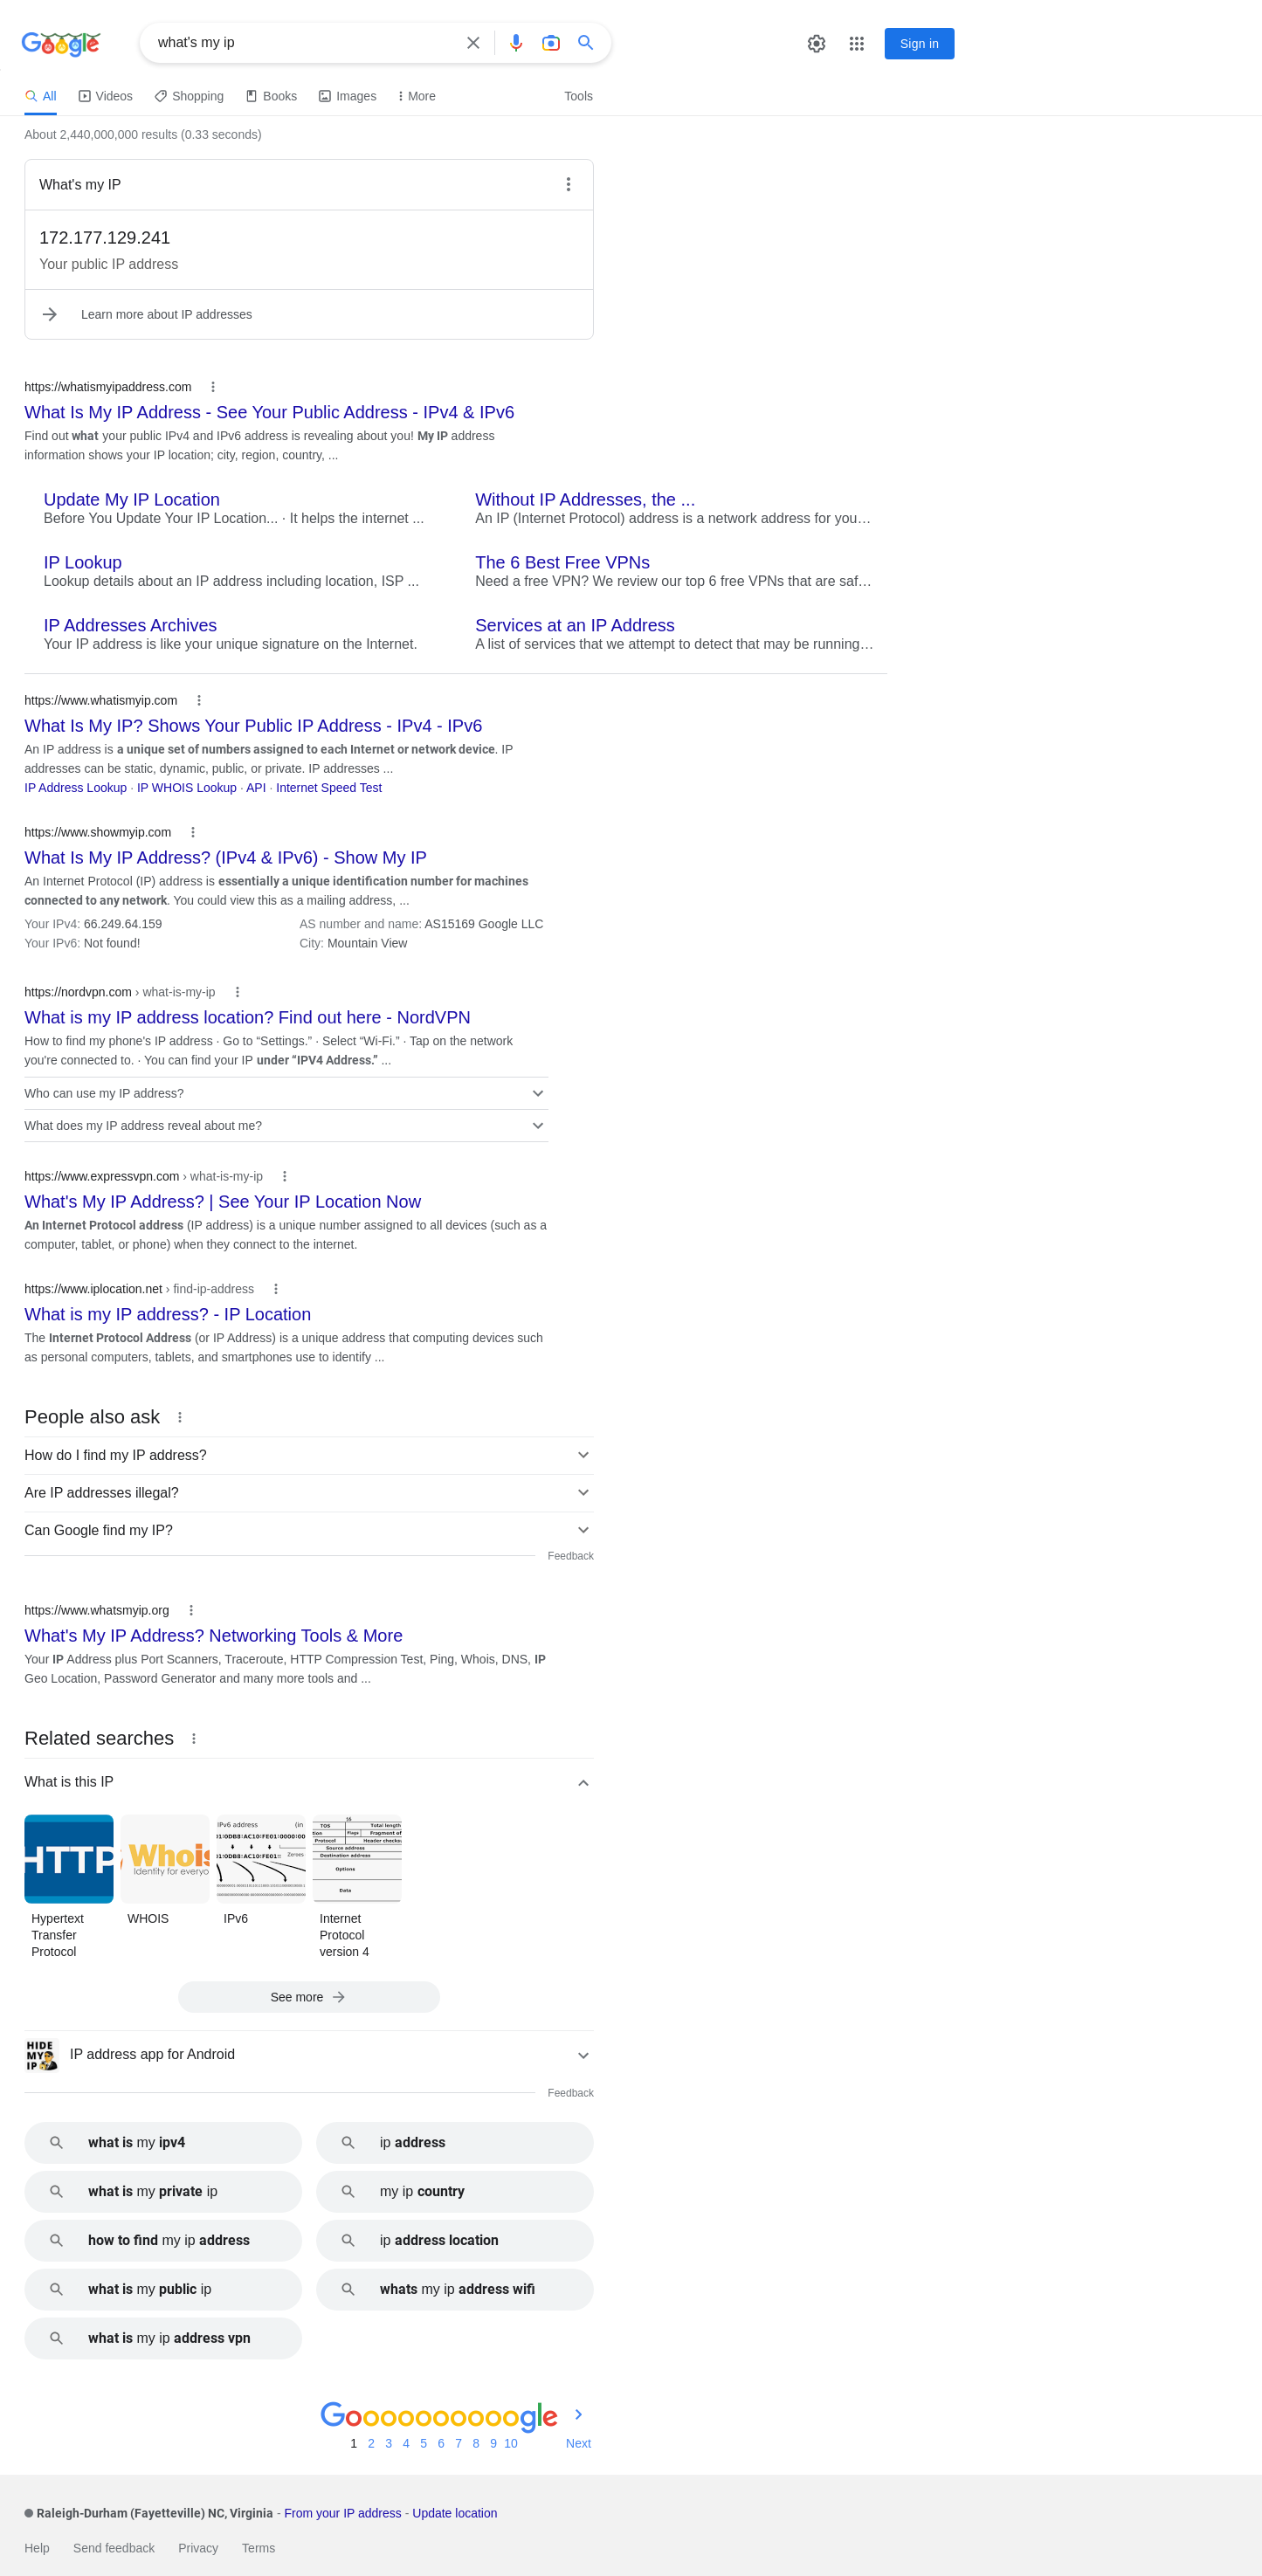 Google
what's my ip
Sign in
All Videos Shopping Books Images More Tools
About 2,440,000,000 results (0.33 seconds)
What's my IP
172.177.129.241
Your public IP address
Learn more about IP addresses
https://whatismyipaddress.com
What Is My IP Address - See Your Public Address - IPv4 & IPv6
Find out what your public IPv4 and IPv6 address is revealing about you! My IP address
information shows your IP location; city, region, country, ...
Update My IP Location
Before You Update Your IP Location... · It helps the internet ...
Without IP Addresses, the ...
An IP (Internet Protocol) address is a network address for you…
IP Lookup
Lookup details about an IP address including location, ISP ...
The 6 Best Free VPNs
Need a free VPN? We review our top 6 free VPNs that are saf…
IP Addresses Archives
Your IP address is like your unique signature on the Internet.
Services at an IP Address
A list of services that we attempt to detect that may be running…
https://www.whatismyip.com
What Is My IP? Shows Your Public IP Address - IPv4 - IPv6
An IP address is a unique set of numbers assigned to each Internet or network device. IP
addresses can be static, dynamic, public, or private. IP addresses ...
IP Address Lookup · IP WHOIS Lookup · API · Internet Speed Test
https://www.showmyip.com
What Is My IP Address? (IPv4 & IPv6) - Show My IP
An Internet Protocol (IP) address is essentially a unique identification number for machines
connected to any network. You could view this as a mailing address, ...
Your IPv4: 66.249.64.159
AS number and name: AS15169 Google LLC
Your IPv6: Not found!
City: Mountain View
https://nordvpn.com › what-is-my-ip
What is my IP address location? Find out here - NordVPN
How to find my phone's IP address · Go to “Settings.” · Select “Wi-Fi.” · Tap on the network
you're connected to. · You can find your IP under “IPV4 Address.” ...
Who can use my IP address?
What does my IP address reveal about me?
https://www.expressvpn.com › what-is-my-ip
What's My IP Address? | See Your IP Location Now
An Internet Protocol address (IP address) is a unique number assigned to all devices (such as a
computer, tablet, or phone) when they connect to the internet.
https://www.iplocation.net › find-ip-address
What is my IP address? - IP Location
The Internet Protocol Address (or IP Address) is a unique address that computing devices such
as personal computers, tablets, and smartphones use to identify ...
People also ask
How do I find my IP address?
Are IP addresses illegal?
Can Google find my IP?
Feedback
https://www.whatsmyip.org
What's My IP Address? Networking Tools & More
Your IP Address plus Port Scanners, Traceroute, HTTP Compression Test, Ping, Whois, DNS, IP
Geo Location, Password Generator and many more tools and ...
Related searches
What is this IP
HTTP
Whois
Identity for everyo
IPv6 address (in
Zeroes
16
TOS Total length
Flags Fragment of
Protocol Header checks
Source address
Destination address
Options
Data
Hypertext
Transfer
Protocol
WHOIS
IPv6
Internet
Protocol
version 4
See more
HIDE
MY
IP
IP address app for Android
Feedback
what is my ipv4
ip address
what is my private ip
my ip country
how to find my ip address
ip address location
what is my public ip
whats my ip address wifi
what is my ip address vpn
Goooooooooogle
1 2 3 4 5 6 7 8 9 10 Next
Raleigh-Durham (Fayetteville) NC, Virginia - From your IP address - Update location
Help Send feedback Privacy Terms